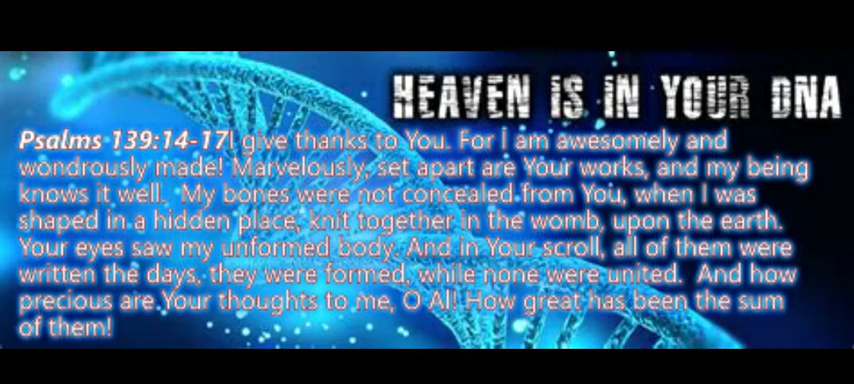 HEAVEN IS IN YOUR DNA
Psalms 139:14-17I give thanks to You. For I am awesomely and
wondrously made! Marvelously, set apart are Your works, and my being
knows it well. My bones were not concealed from You, when I was
shaped in a hidden place, knit together in the womb, upon the earth.
Your eyes saw my unformed body. And in Your scroll, all of them were
written the days, they were formed, while none were united. And how
precious are Your thoughts to me, O Al! How great has been the sum
of them!